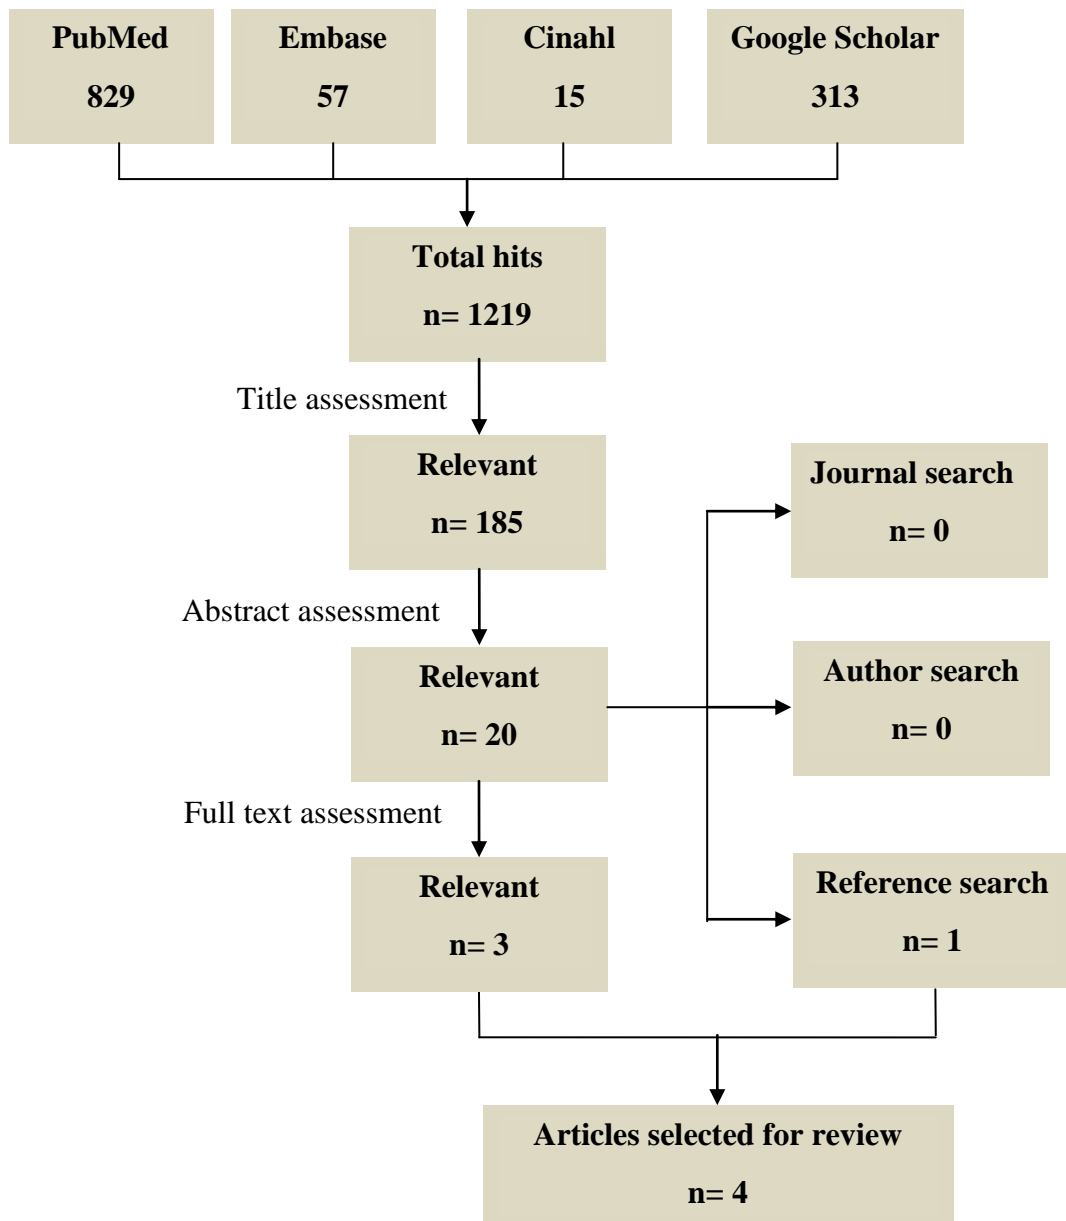 PubMed
829
Embase
57
Cinahl
15
Google Scholar
313
Total hits
n= 1219
Title assessment
Relevant
n= 185
Abstract assessment
Relevant
n= 20
Journal search
n= 0
Author search
n= 0
Full text assessment
Relevant
n= 3
Reference search
n= 1
Articles selected for review
n= 4